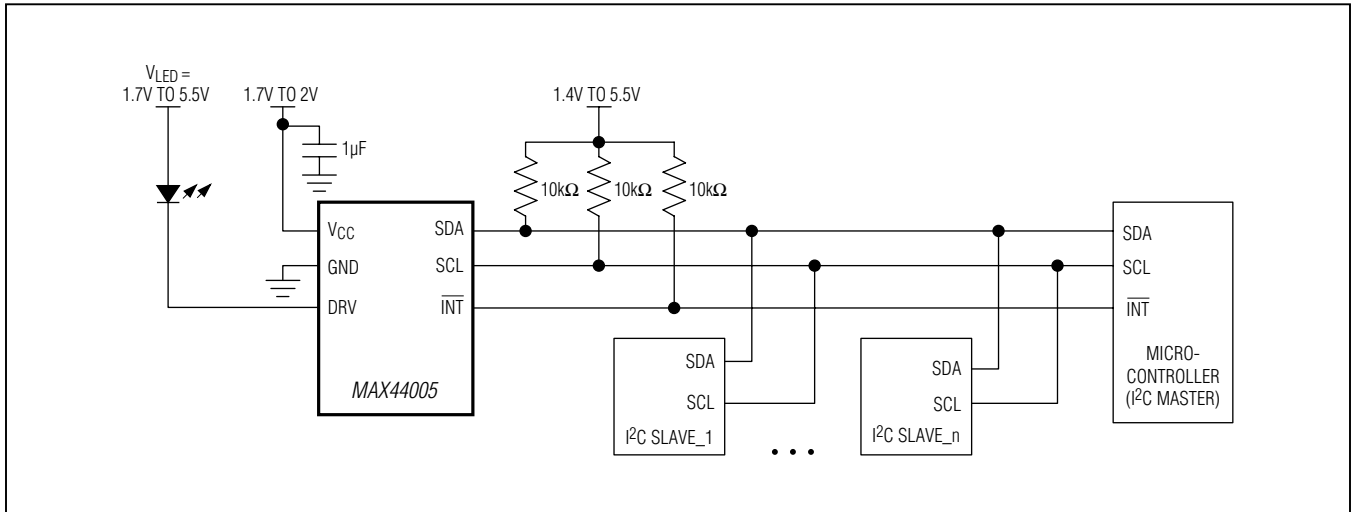 VLED =
1.7V TO 5.5V
1.7V TO 2V
1.4V TO 5.5V
1µF
10kΩ
10kΩ
10kΩ
VCC
GND
DRV
SDA
SCL
INT
MAX44005
SDA
SCL
I2C SLAVE_1
• • •
SDA
SCL
I2C SLAVE_n
SDA
SCL
INT
MICRO-
CONTROLLER
(I2C MASTER)